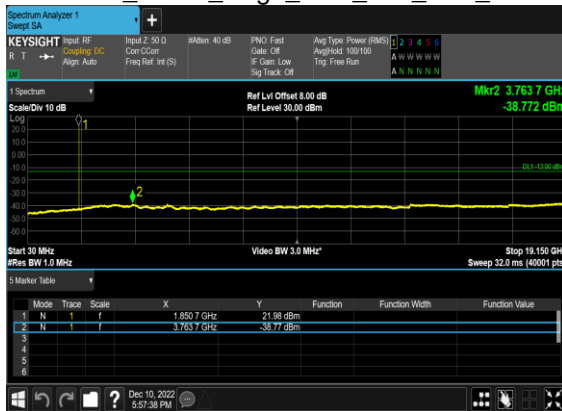 Spectrum Analyzer 1
Swept SA
KEYSIGHT
R T
Input: RF
Coupling: DC
Align: Auto
Input Z: 50 Ω
Corr CCorr
Freq Ref: Int (S)
#Atten: 40 dB
PNO: Fast
Gate: Off
IF Gain: Low
Sig Track: Off
Avg Type: Power (RMS)
Avg|Hold: 100/100
Trig: Free Run
1 2 3 4 5 6
A W W W W W
A N N N N N
1 Spectrum
Scale/Div 10 dB
Ref Lvl Offset 8.00 dB
Ref Level 30.00 dBm
Mkr2 3.763 7 GHz
-38.772 dBm
Log
20.0
10.0
0.00
-10.0
-20.0
-30.0
-40.0
-50.0
-60.0
1
2
DL1 -13.00 dBm
Start 30 MHz
#Res BW 1.0 MHz
Video BW 3.0 MHz*
Stop 19.150 GHz
Sweep 32.0 ms (40001 pts)
5 Marker Table
Mode Trace Scale X Y Function Function Width Function Value
1 N 1 f 1.850 7 GHz 21.98 dBm
2 N 1 f 3.763 7 GHz -38.77 dBm
3
4
5
6
Dec 10, 2022
5:57:38 PM